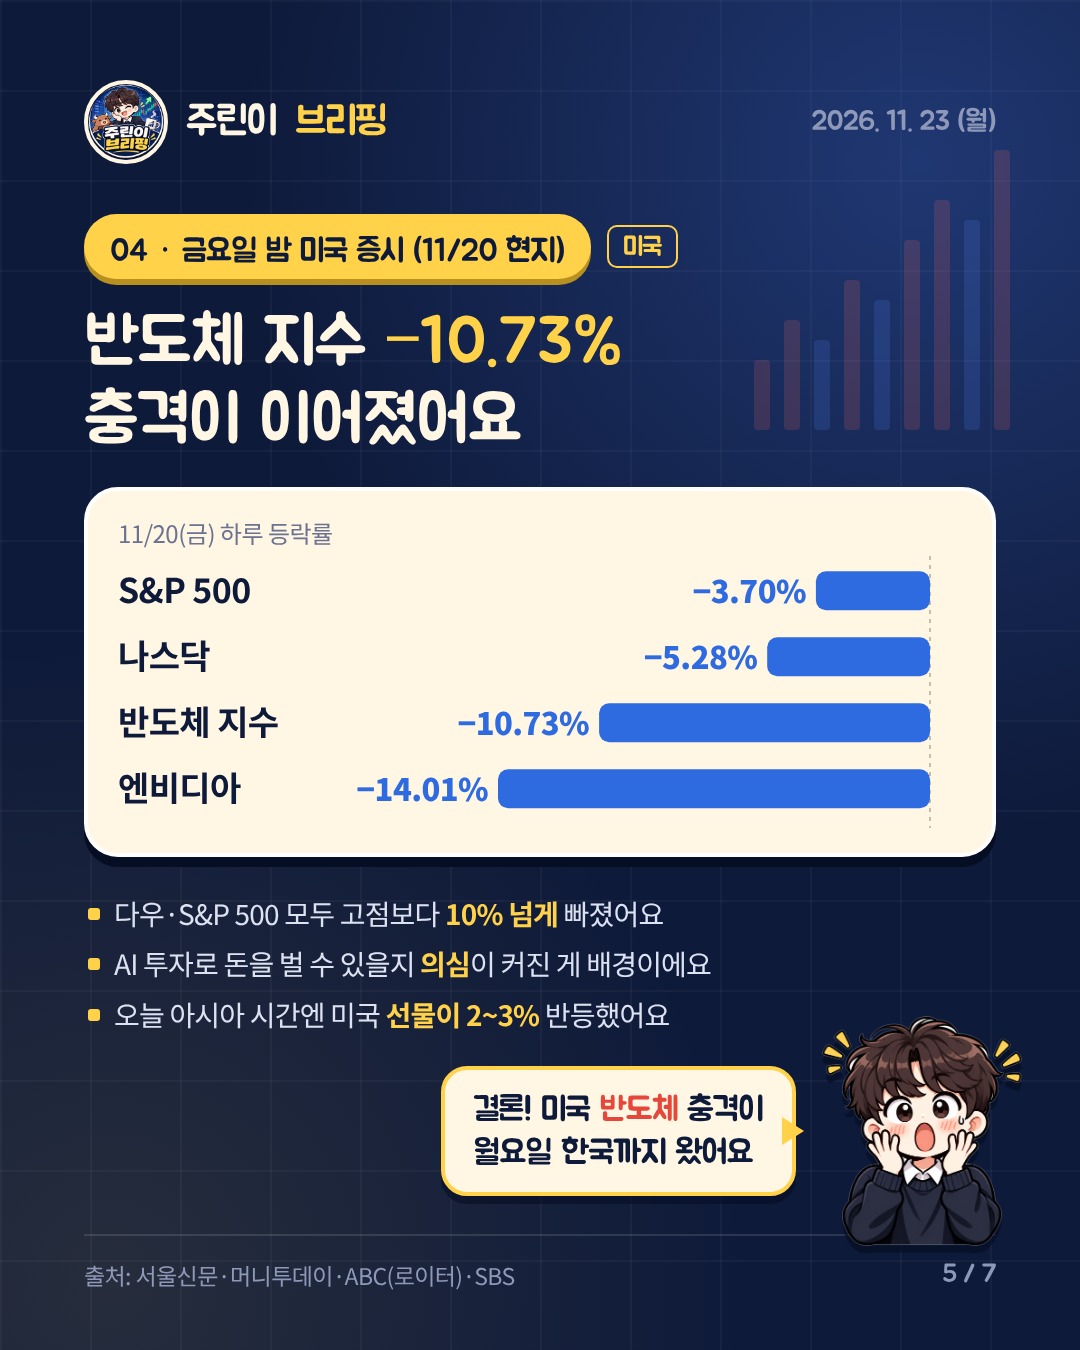 주린이 브리핑
주린이 브리핑
2026. 11. 23 (월)
04 · 금요일 밤 미국 증시 (11/20 현지)
미국
반도체 지수 −10.73%
충격이 이어졌어요
11/20(금) 하루 등락률
S&P 500 −3.70%
나스닥 −5.28%
반도체 지수 −10.73%
엔비디아 −14.01%
다우·S&P 500 모두 고점보다 10% 넘게 빠졌어요
AI 투자로 돈을 벌 수 있을지 의심이 커진 게 배경이에요
오늘 아시아 시간엔 미국 선물이 2~3% 반등했어요
결론! 미국 반도체 충격이
월요일 한국까지 왔어요
출처: 서울신문·머니투데이·ABC(로이터)·SBS
5 / 7